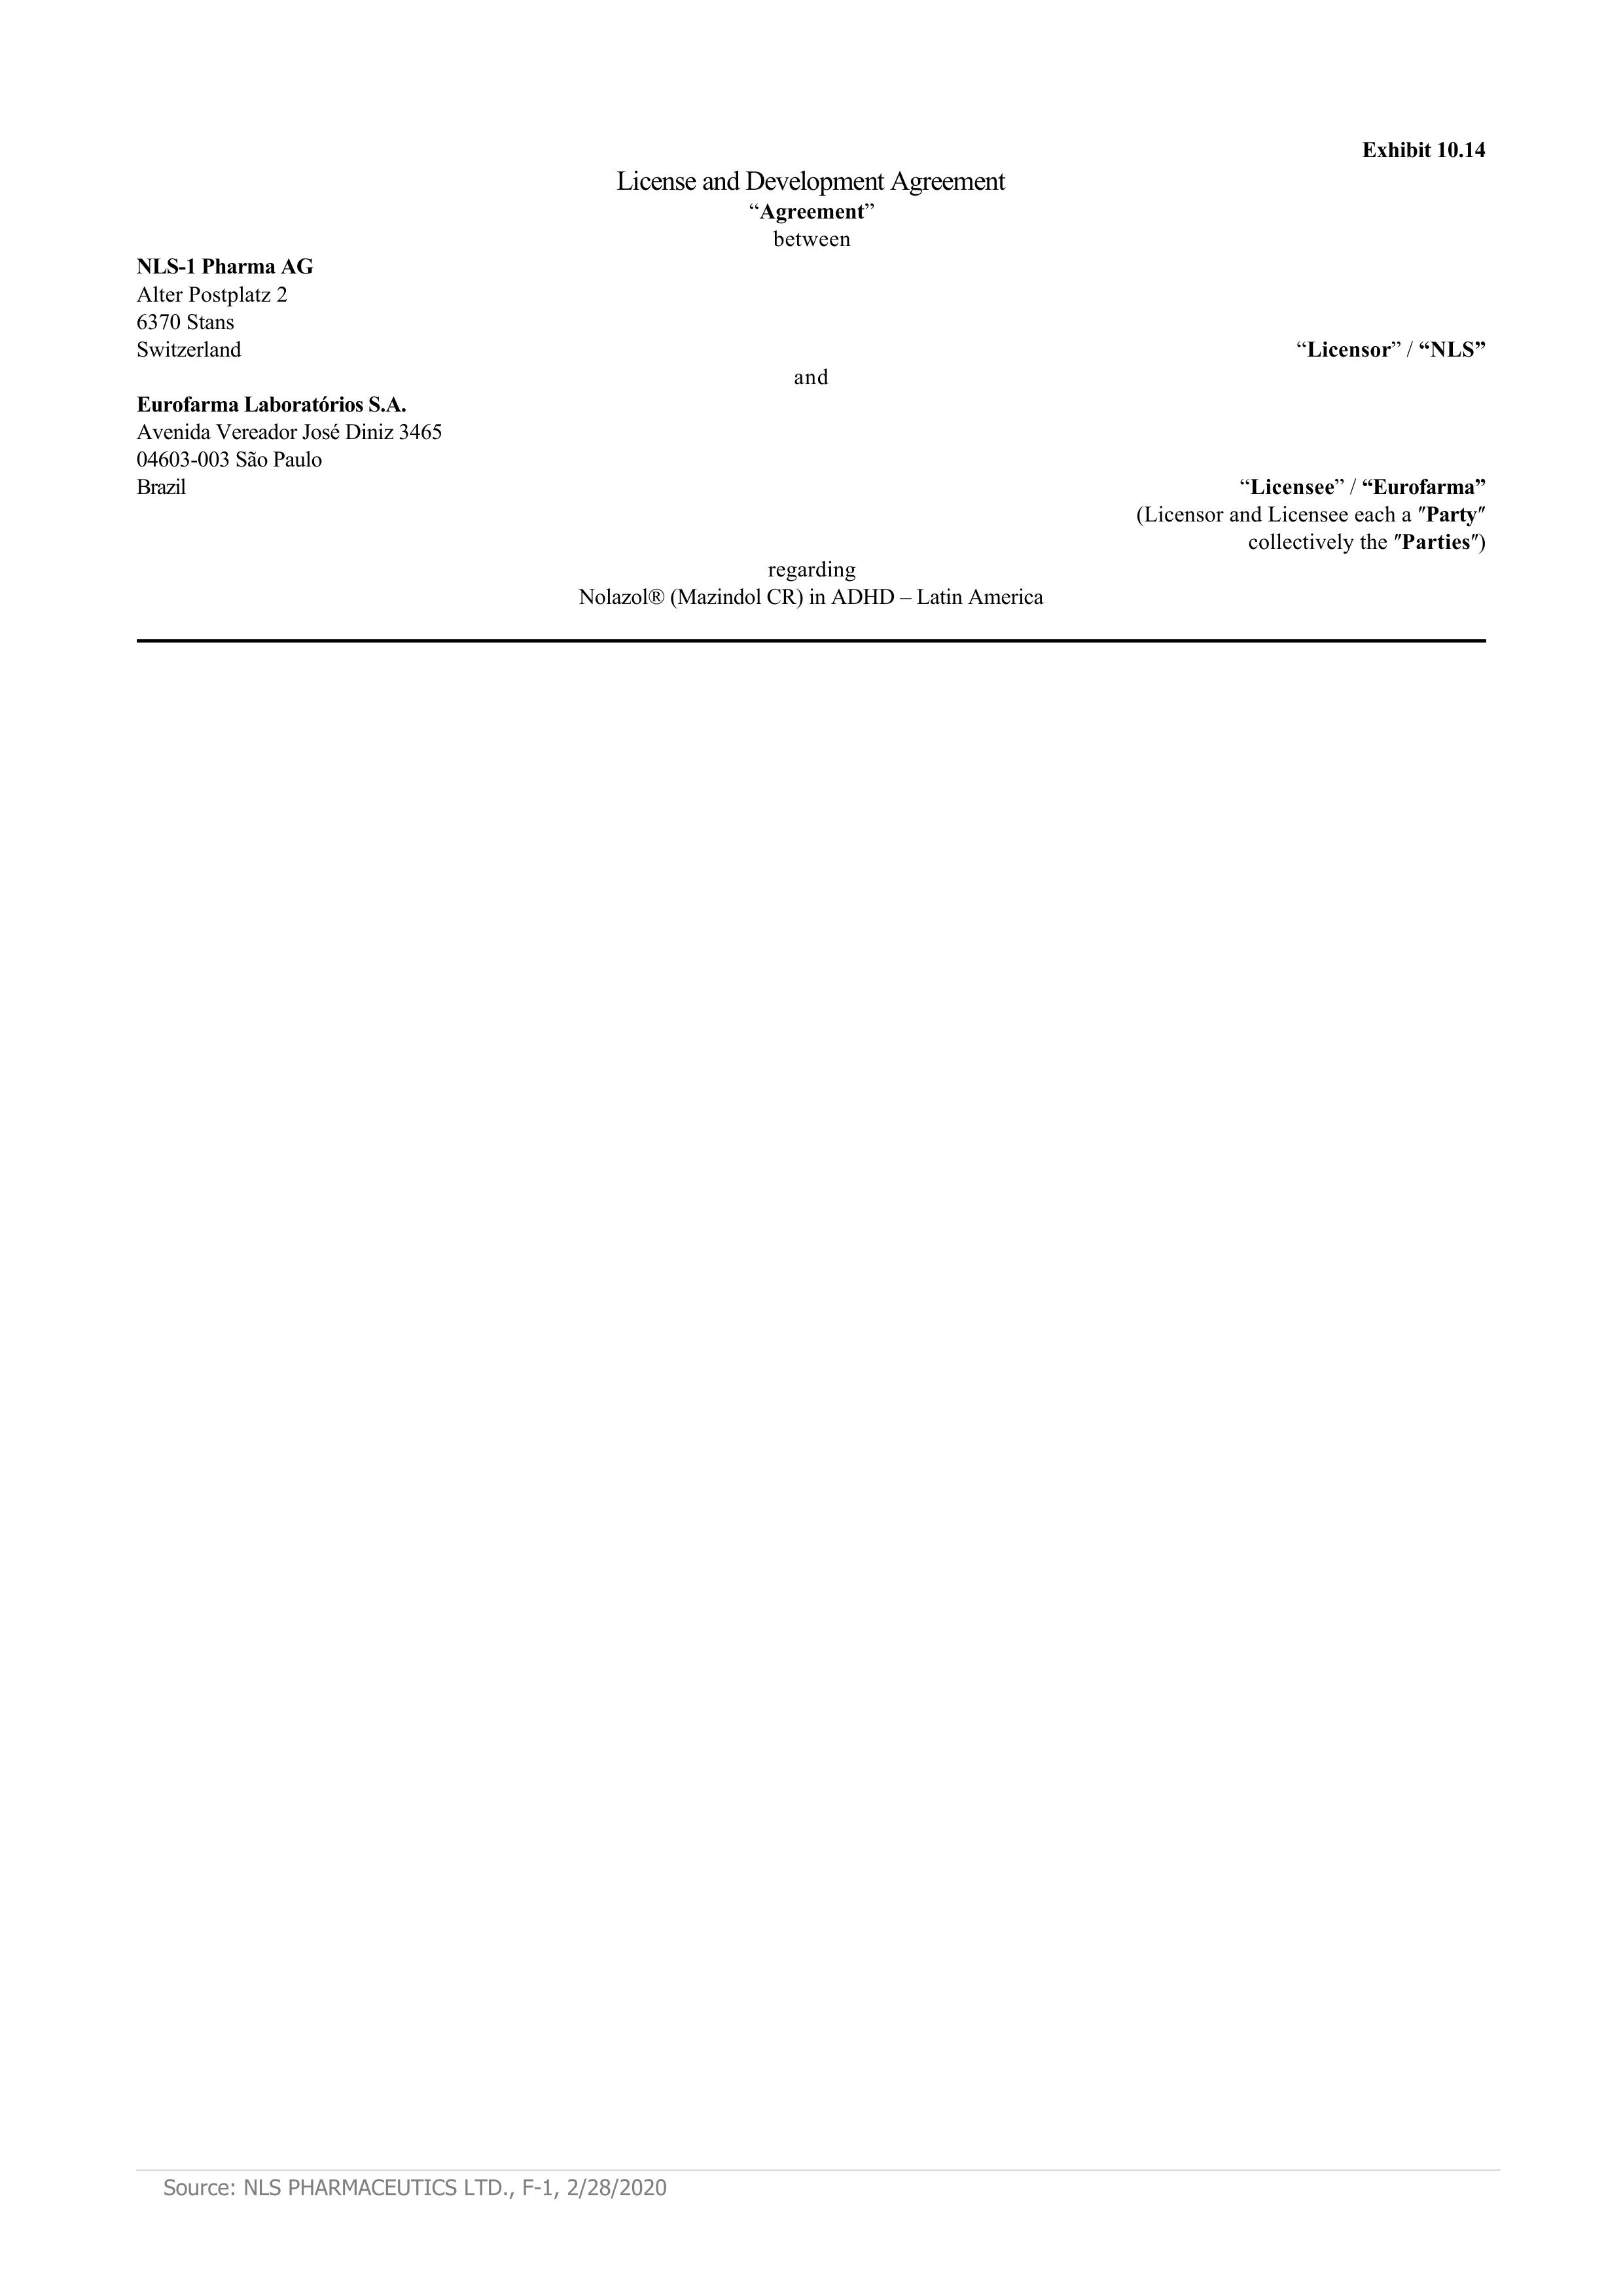 Exhibit 10.14
License and Development Agreement
“Agreement”
between
NLS-1 Pharma AG
Alter Postplatz 2
6370 Stans
Switzerland “Licensor” / “NLS”
and
Eurofarma Laboratórios S.A.
Avenida Vereador José Diniz 3465
04603-003 São Paulo
Brazil “Licensee” / “Eurofarma”
(Licensor and Licensee each a ″Party″
collectively the ″Parties″)
regarding
Nolazol® (Mazindol CR) in ADHD – Latin America
Source: NLS PHARMACEUTICS LTD., F-1, 2/28/2020